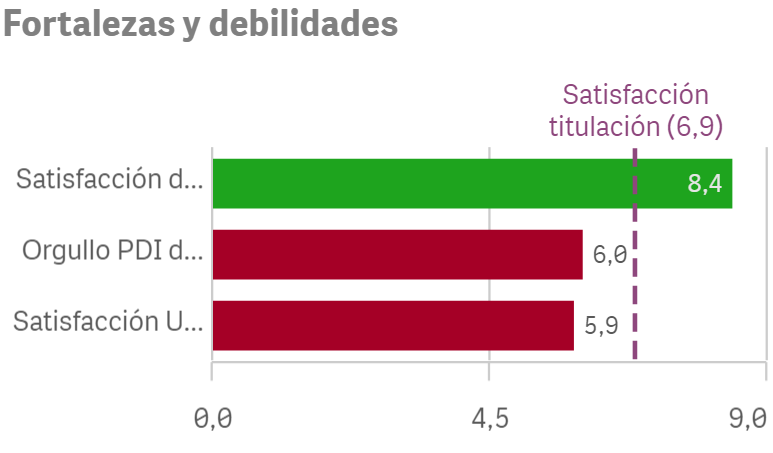 Fortalezas y debilidades
Satisfacción
titulación (6,9)
Satisfacción d...
8,4
Orgullo PDI d...
6,0
Satisfacción U...
5,9
0,0
4,5
9,0